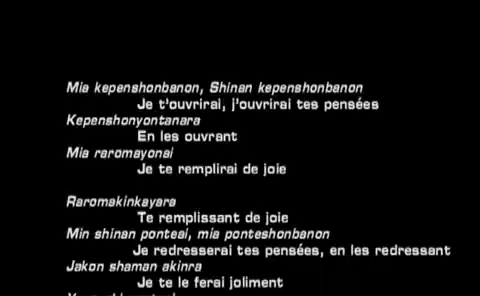 Mia kepenshonbanon, Shinan kepenshonbanon
Je t'ouvrirai, j'ouvrirai tes pensées
Kepenshonyontanara
En les ouvrant
Mia raromayonai
Je te remplirai de joie
Raromakinkayara
Te remplissant de joie
Min shinan ponteai, mia ponteshonbanon
Je redresserai tes pensées, en les redressant
Jakon shaman akinra
Je te le ferai joliment